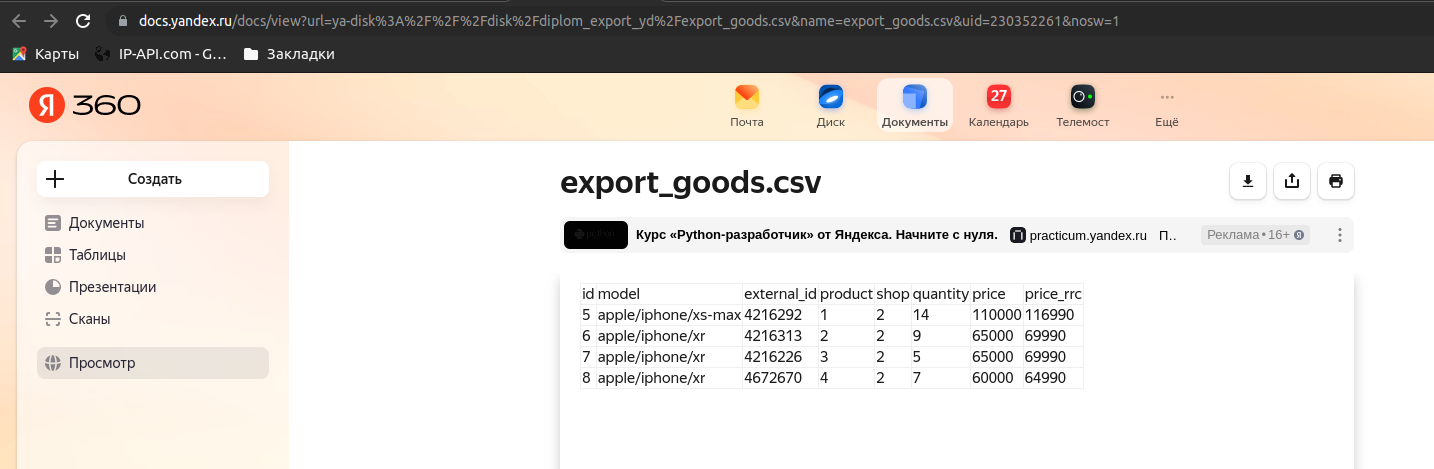 docs.yandex.ru/docs/view?url=ya-disk%3A%2F%2F%2Fdisk%2Fdiplom_export_yd%2Fexport_goods.csv&name=export_goods.csv&uid=230352261&nosw=1
Карты IP-API.com - G... Закладки
Я 360
Почта Диск Документы 27 Календарь Телемост Ещё
Создать
Документы
Таблицы
Презентации
Сканы
Просмотр
export_goods.csv
python Курс «Python-разработчик» от Яндекса. Начните с нуля. practicum.yandex.ru П.. Реклама • 16+ Я
id model external_id product shop quantity price price_rrc
5 apple/iphone/xs-max 4216292 1 2 14 110000 116990
6 apple/iphone/xr 4216313 2 2 9 65000 69990
7 apple/iphone/xr 4216226 3 2 5 65000 69990
8 apple/iphone/xr 4672670 4 2 7 60000 64990